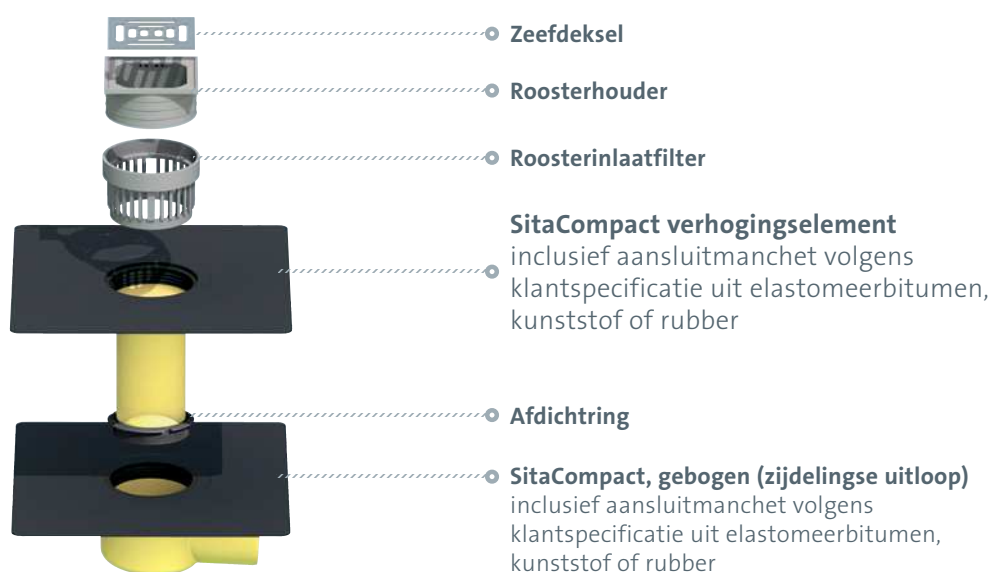 Zeefdeksel
Roosterhouder
Roosterinlaatfilter
SitaCompact verhogingselement
inclusief aansluitmanchet volgens
klantspecificatie uit elastomeerbitumen,
kunststof of rubber
Afdichtring
SitaCompact, gebogen (zijdelingse uitloop)
inclusief aansluitmanchet volgens
klantspecificatie uit elastomeerbitumen,
kunststof of rubber